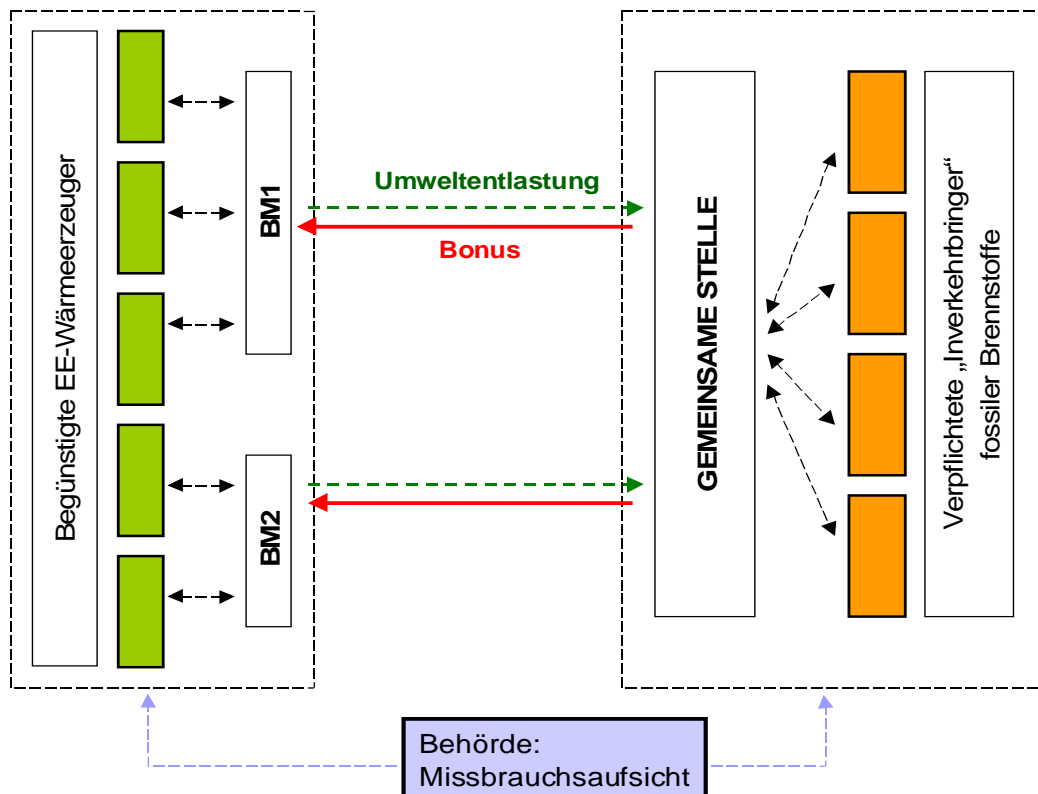 Begünstigte EE-Wärmeerzeuger
BM1
BM2
Umweltentlastung
Bonus
GEMEINSAME STELLE
Verpflichtete „Inverkehrbringer“
fossiler Brennstoffe
Behörde:
Missbrauchsaufsicht